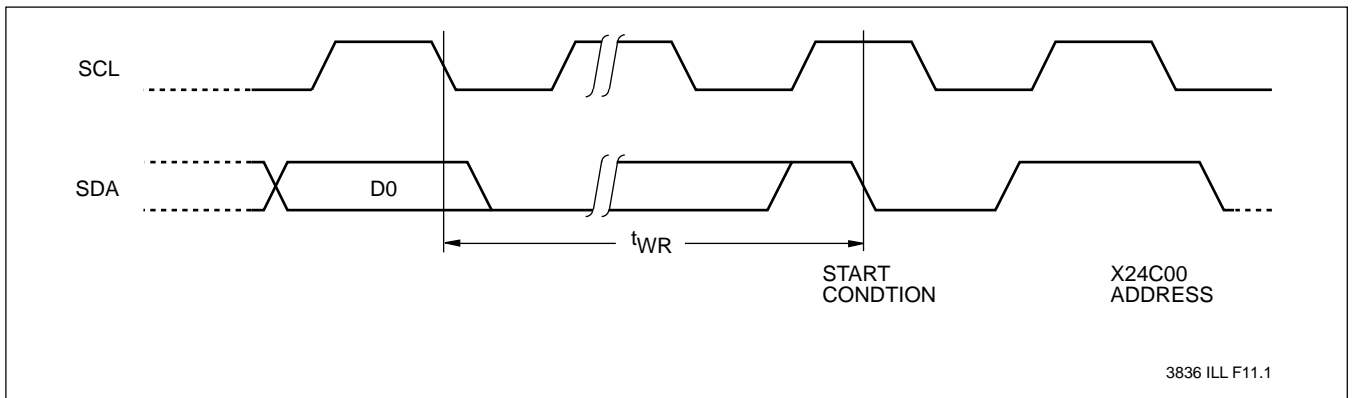 SCL
SDA
D0
tWR
START
CONDTION
X24C00
ADDRESS
3836 ILL F11.1